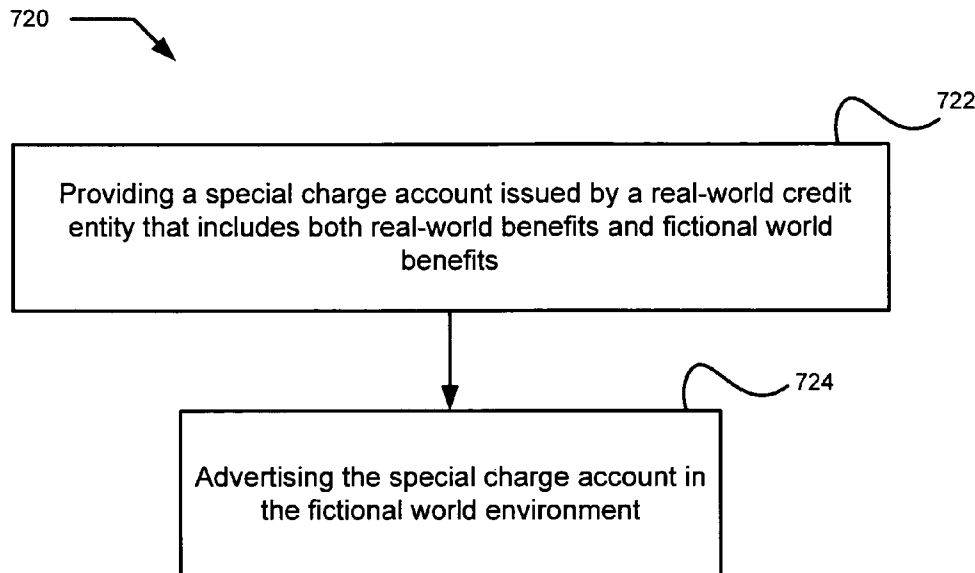 720
722
Providing a special charge account issued by a real-world credit
entity that includes both real-world benefits and fictional world
benefits
724
Advertising the special charge account in
the fictional world environment